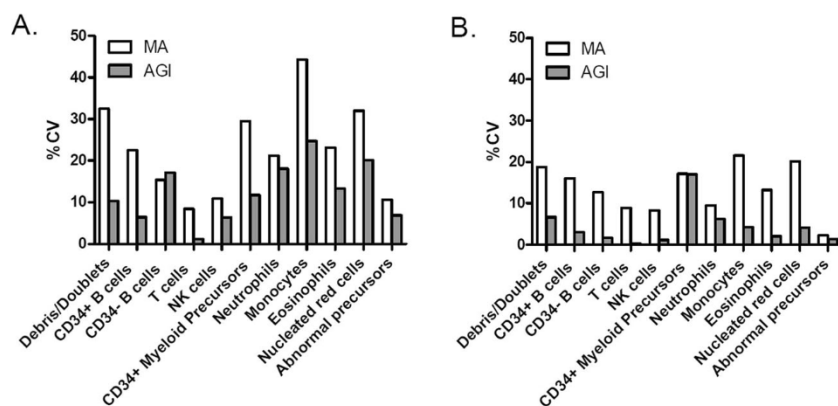 A.
MA
AGI
%CV
50
40
30
20
10
0
Debris/Doublets
CD34+ B cells
CD34- B cells
T cells
NK cells
CD34+ Myeloid Precursors
Neutrophils
Monocytes
Eosinophils
Nucleated red cells
Abnormal precursors
B.
MA
AGI
%CV
50
40
30
20
10
0
Debris/Doublets
CD34+ B cells
CD34- B cells
T cells
NK cells
CD34+ Myeloid Precursors
Neutrophils
Monocytes
Eosinophils
Nucleated red cells
Abnormal precursors